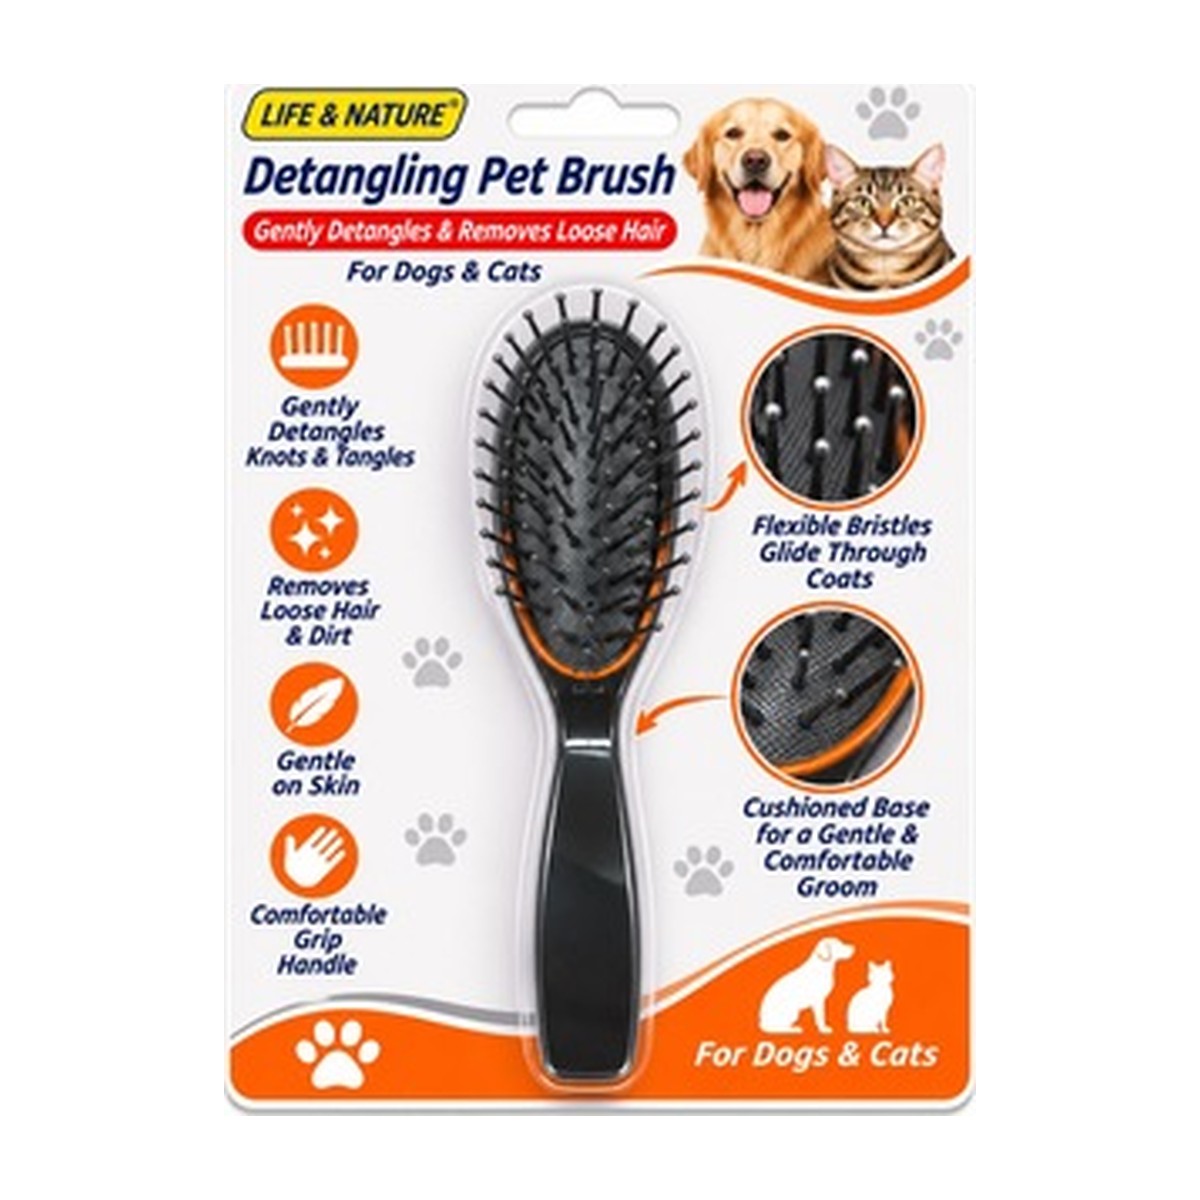 LIFE & NATURE®
Detangling Pet Brush
Gently Detangles & Removes Loose Hair
For Dogs & Cats
Gently
Detangles
Knots & Tangles
Removes
Loose Hair
& Dirt
Gentle
on Skin
Comfortable
Grip
Handle
Flexible Bristles
Glide Through
Coats
Cushioned Base
for a Gentle &
Comfortable
Groom
For Dogs & Cats